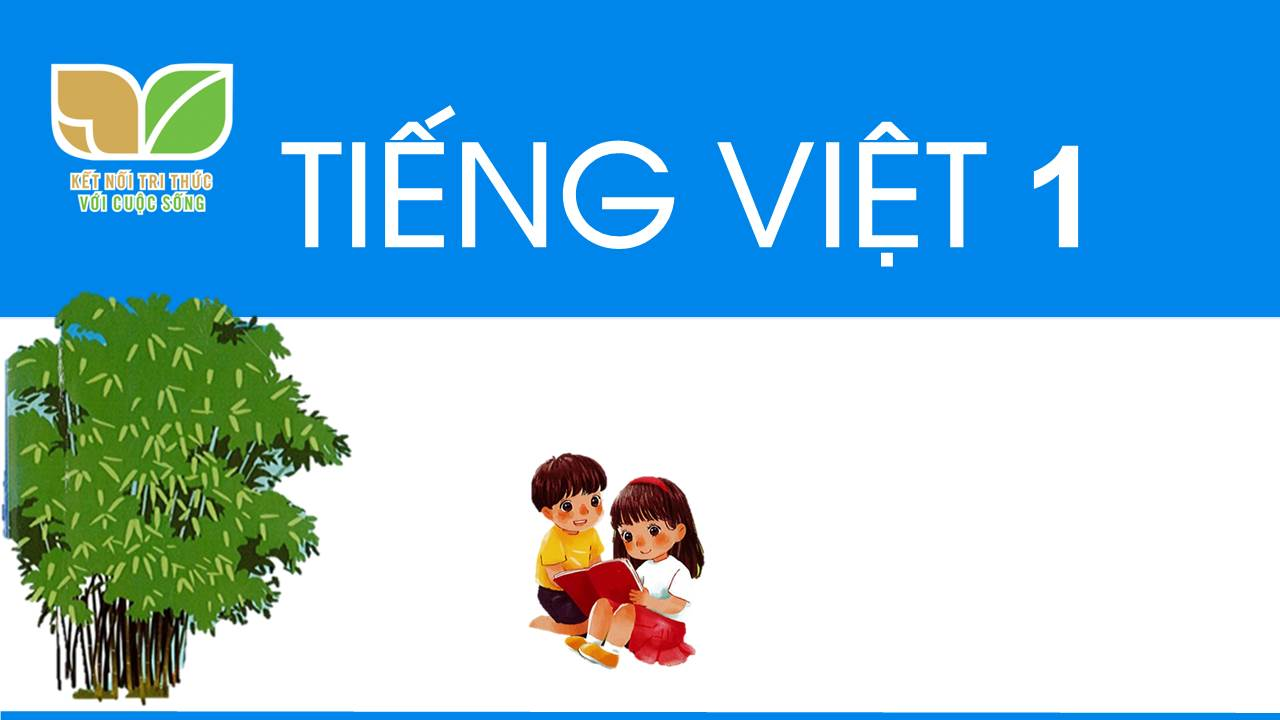 KẾT NỐI TRI THỨC
VỚI CUỘC SỐNG
TIẾNG VIỆT 1